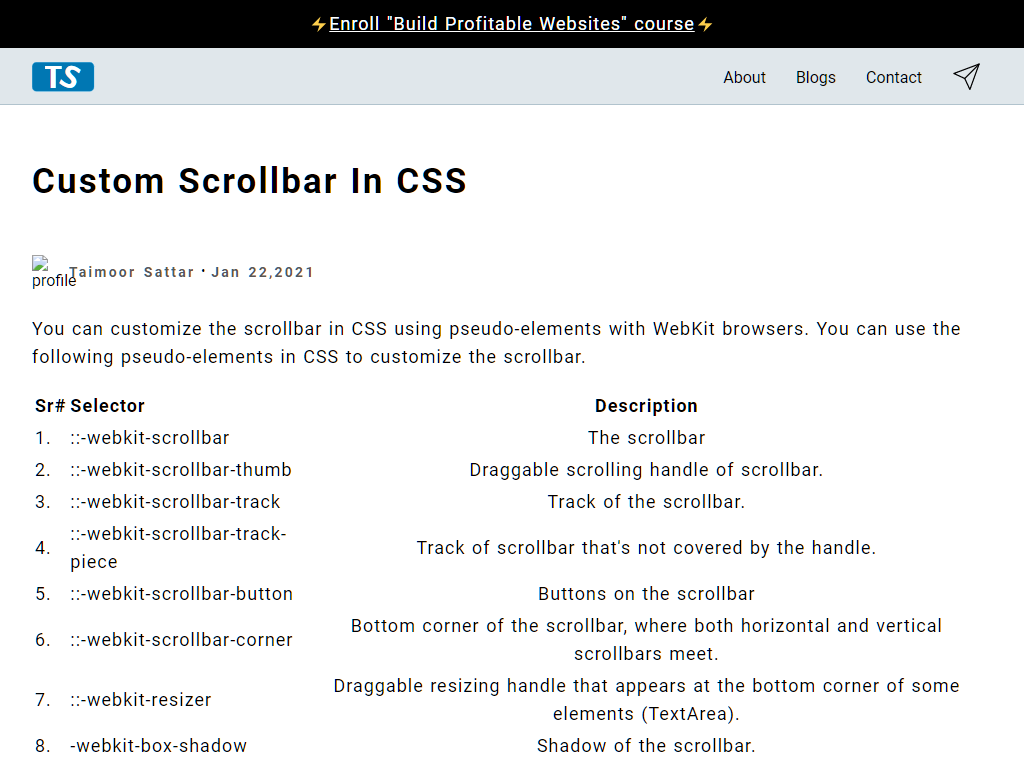 ⚡Enroll "Build Profitable Websites" course⚡
TS
About Blogs Contact
Custom Scrollbar In CSS
profile
Taimoor Sattar · Jan 22,2021
You can customize the scrollbar in CSS using pseudo-elements with WebKit browsers. You can use the
following pseudo-elements in CSS to customize the scrollbar.
Sr# Selector Description
1. ::-webkit-scrollbar The scrollbar
2. ::-webkit-scrollbar-thumb Draggable scrolling handle of scrollbar.
3. ::-webkit-scrollbar-track Track of the scrollbar.
4. ::-webkit-scrollbar-track-
piece Track of scrollbar that's not covered by the handle.
5. ::-webkit-scrollbar-button Buttons on the scrollbar
6. ::-webkit-scrollbar-corner Bottom corner of the scrollbar, where both horizontal and vertical
scrollbars meet.
7. ::-webkit-resizer Draggable resizing handle that appears at the bottom corner of some
elements (TextArea).
8. -webkit-box-shadow Shadow of the scrollbar.